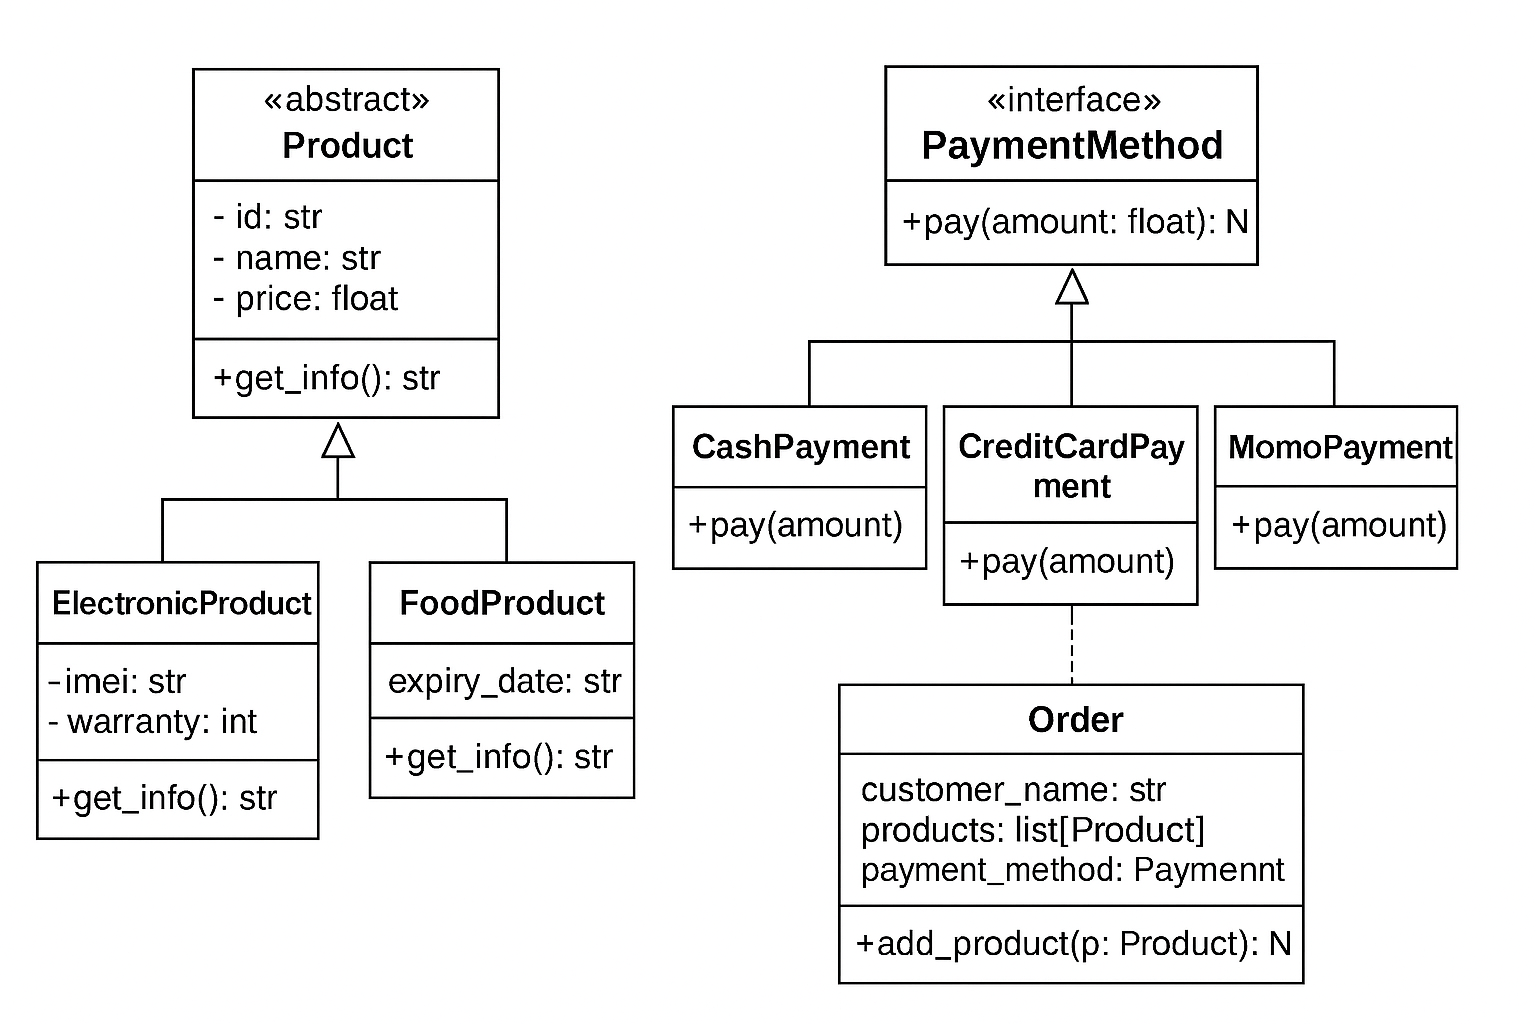 «abstract»
Product
- id: str
- name: str
- price: float
+get_info(): str
ElectronicProduct
-imei: str
- warranty: int
+get_info(): str
FoodProduct
expiry_date: str
+get_info(): str
«interface»
PaymentMethod
+pay(amount: float): N
CashPayment
+pay(amount)
CreditCardPay
ment
+pay(amount)
MomoPayment
+pay(amount)
Order
customer_name: str
products: list[Product]
payment_method: Paymennt
+add_product(p: Product): N